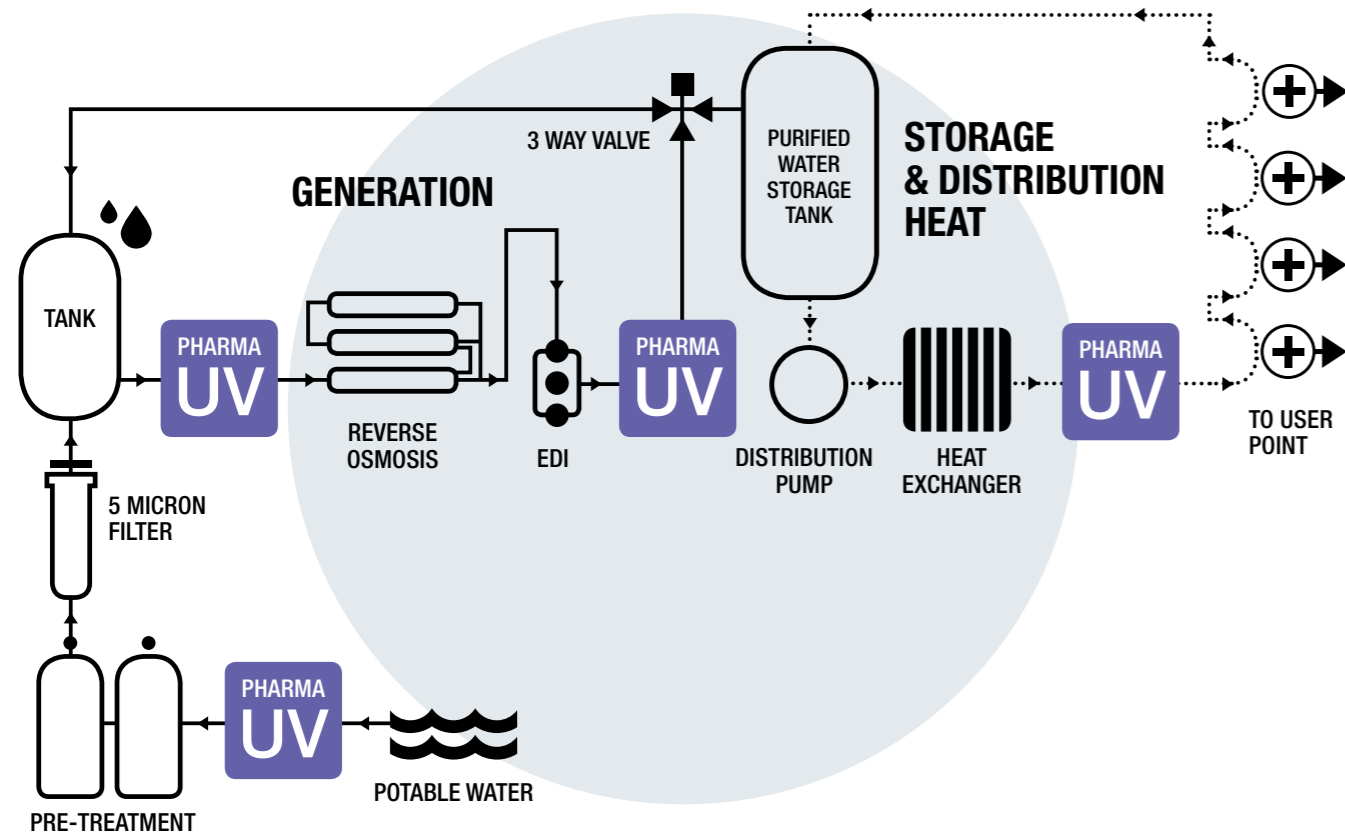 3 WAY VALVE
PURIFIED
WATER
STORAGE
TANK
STORAGE
& DISTRIBUTION
HEAT
GENERATION
TANK
PHARMA
UV
REVERSE
OSMOSIS
EDI
PHARMA
UV
DISTRIBUTION
PUMP
HEAT
EXCHANGER
PHARMA
UV
TO USER
POINT
5 MICRON
FILTER
PHARMA
UV
POTABLE WATER
PRE-TREATMENT